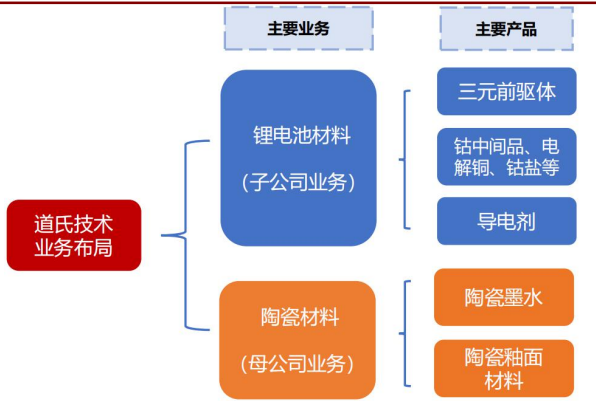 主要业务
主要产品
道氏技术
业务布局
锂电池材料
（子公司业务）
三元前驱体
钴中间品、电
解铜、钴盐等
导电剂
陶瓷材料
（母公司业务）
陶瓷墨水
陶瓷釉面
材料